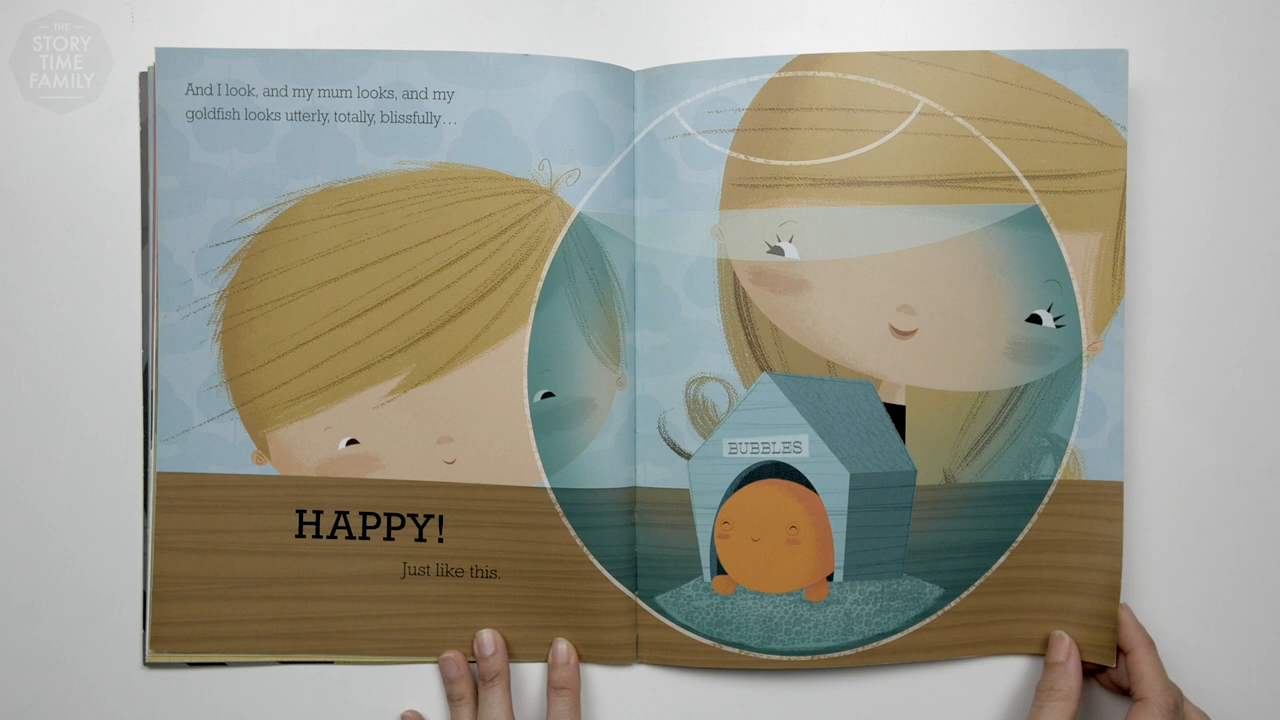 THE
STORY
TIME
FAMILY
And I look, and my mum looks, and my
goldfish looks utterly, totally, blissfully...
BUBBLES
HAPPY!
Just like this.